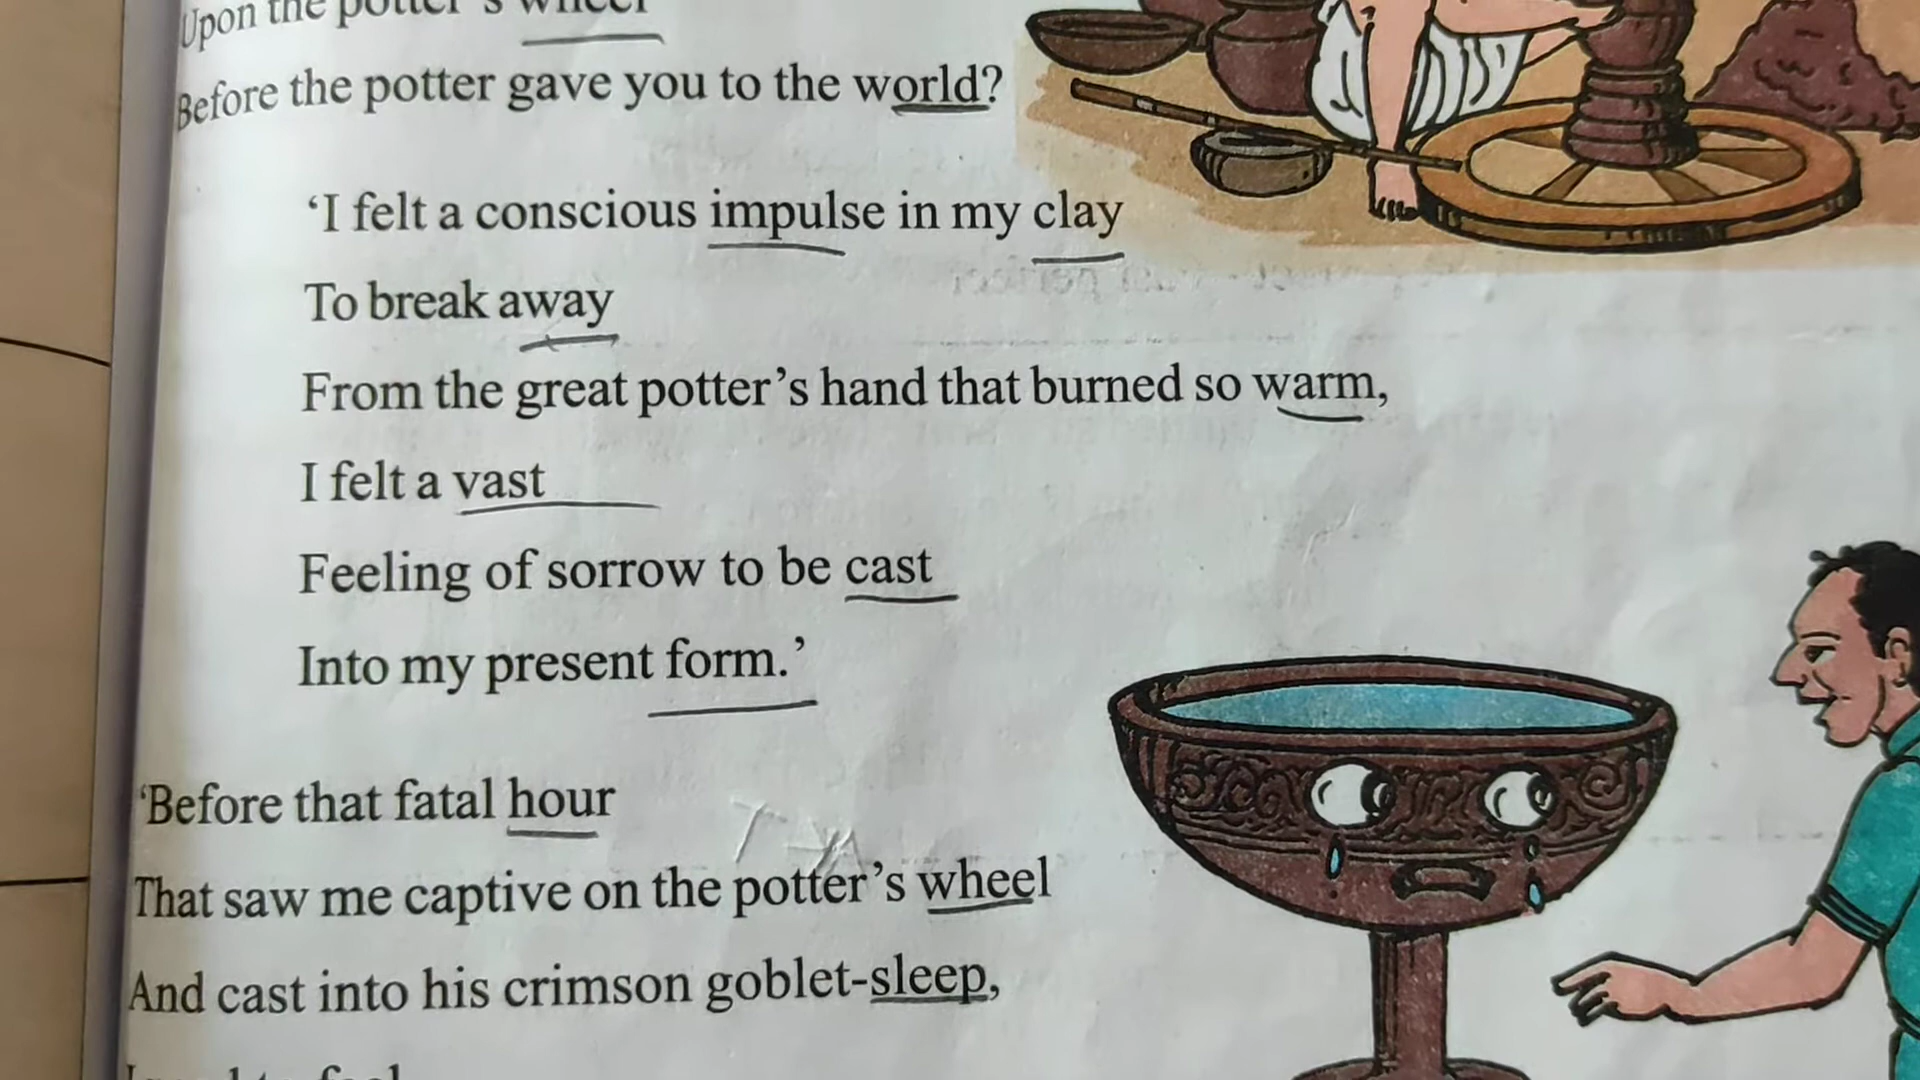 Upon the potter's wheel
Before the potter gave you to the world?
‘I felt a conscious impulse in my clay
To break away
From the great potter’s hand that burned so warm,
I felt a vast
Feeling of sorrow to be cast
Into my present form.’
‘Before that fatal hour
That saw me captive on the potter’s wheel
And cast into his crimson goblet-sleep,